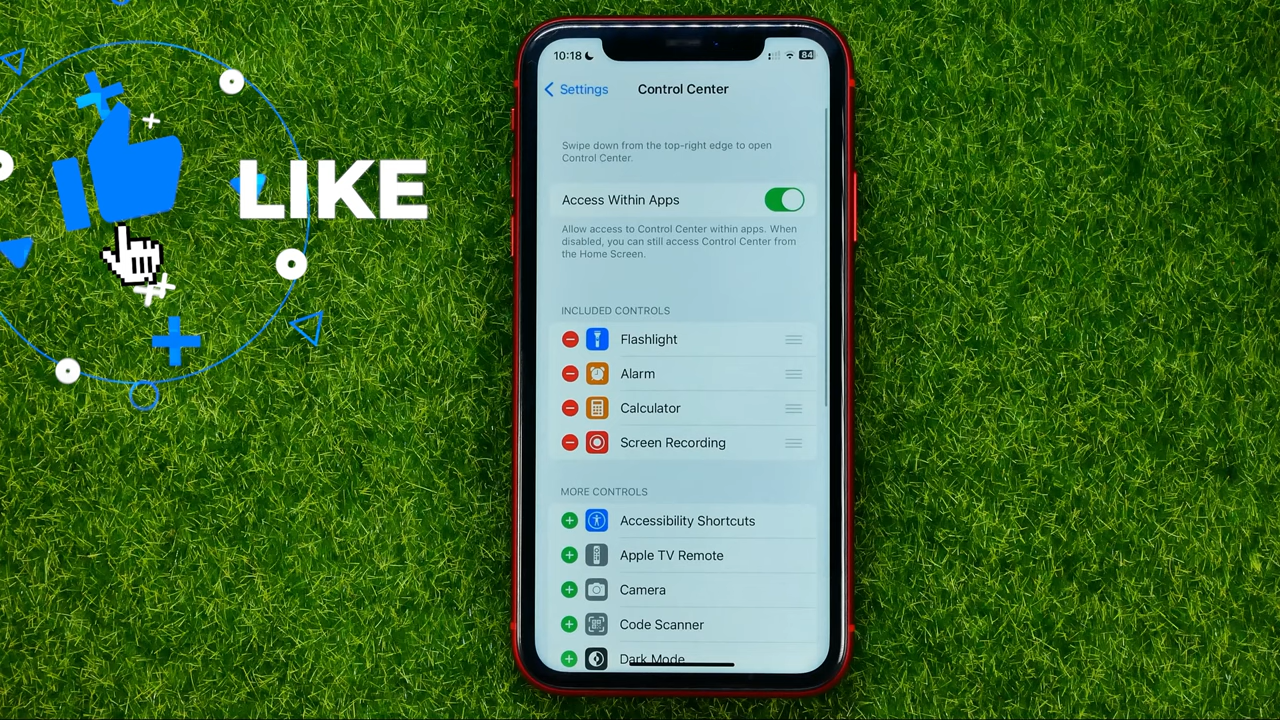 LIKE
10:18
84
Settings
Control Center
Swipe down from the top-right edge to open
Control Center.
Access Within Apps
Allow access to Control Center within apps. When
disabled, you can still access Control Center from
the Home Screen.
INCLUDED CONTROLS
Flashlight
Alarm
Calculator
Screen Recording
MORE CONTROLS
Accessibility Shortcuts
Apple TV Remote
Camera
Code Scanner
Dark Mode